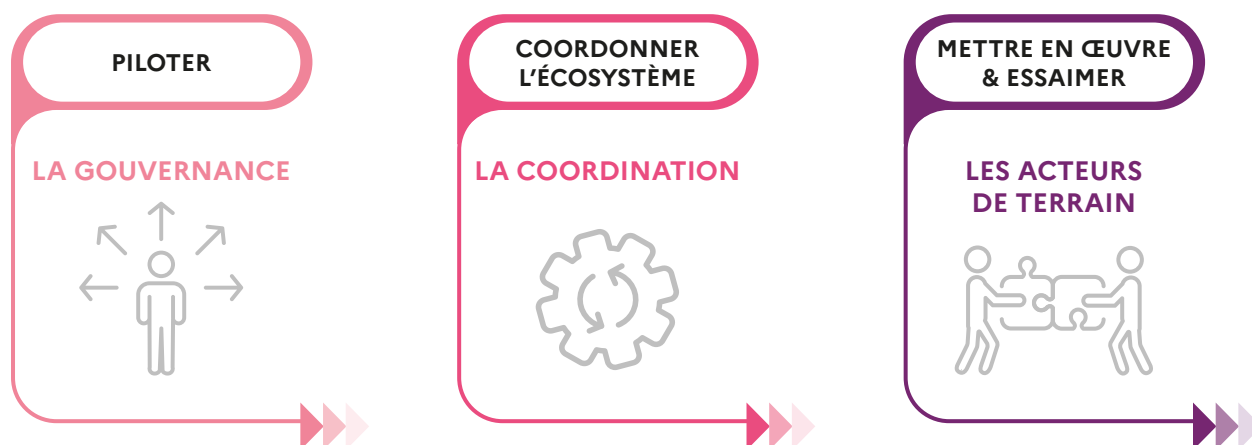 PILOTER
LA GOUVERNANCE
COORDONNER
L'ÉCOSYSTÈME
LA COORDINATION
METTRE EN ŒUVRE
& ESSAIMER
LES ACTEURS
DE TERRAIN